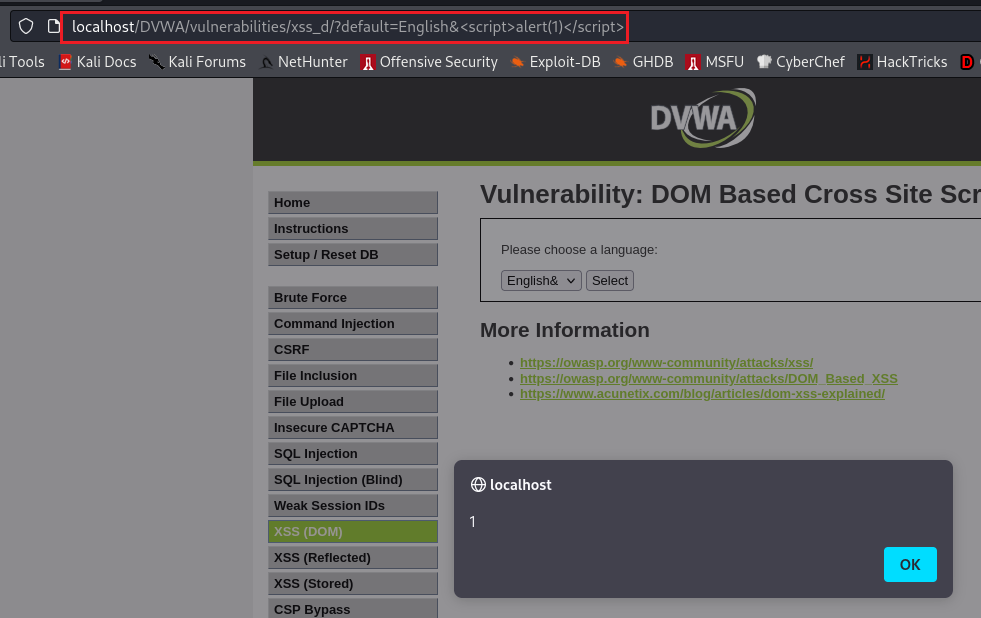 localhost/DVWA/vulnerabilities/xss_d/?default=English&<script>alert(1)</script>
li Tools Kali Docs Kali Forums NetHunter Offensive Security Exploit-DB GHDB MSFU CyberChef HackTricks D
DVWA
Vulnerability: DOM Based Cross Site Scr
Home
Instructions
Setup / Reset DB
Brute Force
Command Injection
CSRF
File Inclusion
File Upload
Insecure CAPTCHA
SQL Injection
SQL Injection (Blind)
Weak Session IDs
XSS (DOM)
XSS (Reflected)
XSS (Stored)
CSP Bypass
Please choose a language:
English& Select
More Information
https://owasp.org/www-community/attacks/xss/
https://owasp.org/www-community/attacks/DOM_Based_XSS
https://www.acunetix.com/blog/articles/dom-xss-explained/
localhost
1
OK